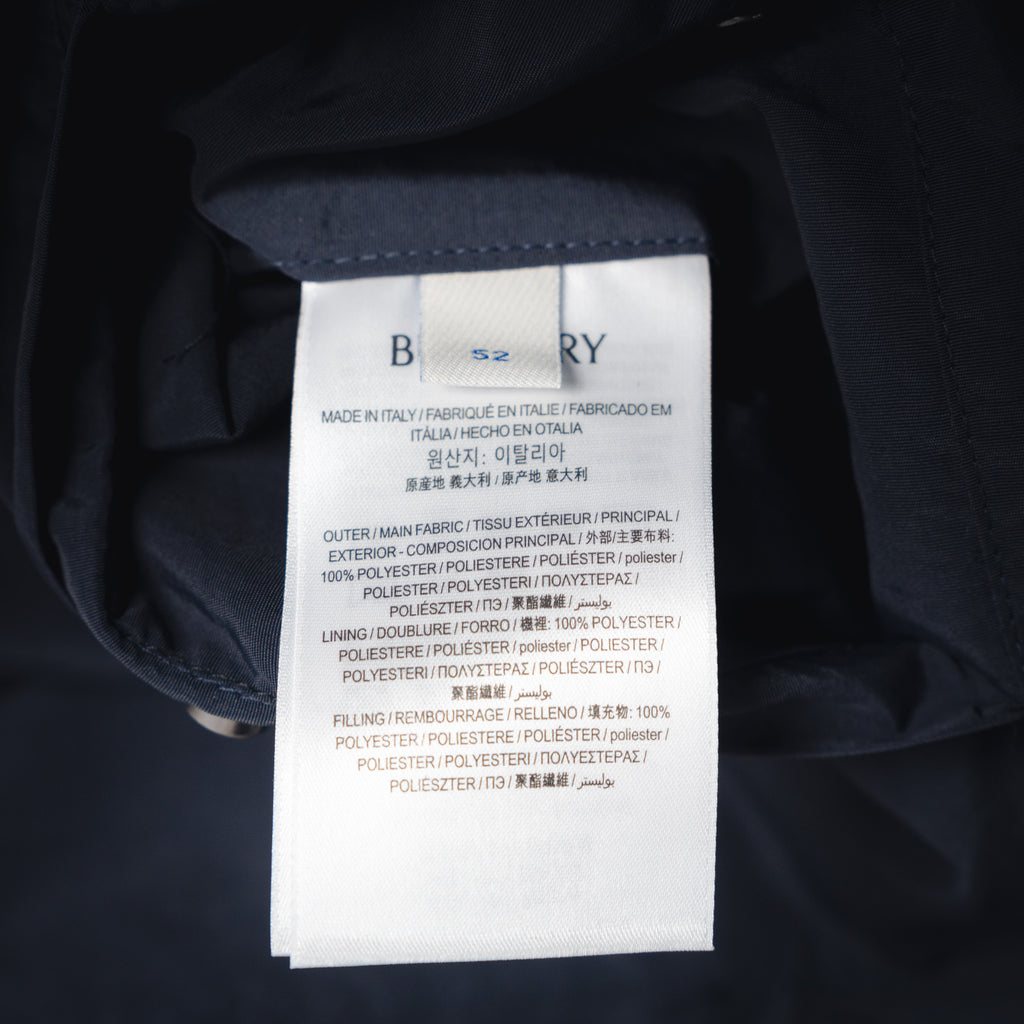 B RY
52
MADE IN ITALY / FABRIQUÉ EN ITALIE / FABRICADO EM
ITÁLIA / HECHO EN OTALIA
원산지: 이탈리아
原産地 義大利 / 原产地 意大利
OUTER / MAIN FABRIC / TISSU EXTÉRIEUR / PRINCIPAL /
EXTERIOR - COMPOSICION PRINCIPAL / 外部/主要布料:
100% POLYESTER / POLIESTERE / POLIÉSTER / poliester /
POLIESTER / POLYESTERI / ΠΟΛΥΣΤΕΡΑΣ /
POLIÉSZTER / ПЭ / 聚酯纖維 / بوليستر
LINING / DOUBLURE / FORRO / 機裡: 100% POLYESTER /
POLIESTERE / POLIÉSTER / poliester / POLIESTER /
POLYESTERI / ΠΟΛΥΣΤΕΡΑΣ / POLIÉSZTER / ПЭ /
聚酯纖維 / بوليستر
FILLING / REMBOURRAGE / RELLENO / 填充物: 100%
POLYESTER / POLIESTERE / POLIÉSTER / poliester /
POLIESTER / POLYESTERI / ΠΟΛΥΕΣΤΕΡΑΣ /
POLIÉSZTER / ПЭ / 聚酯纖維 / بوليستر